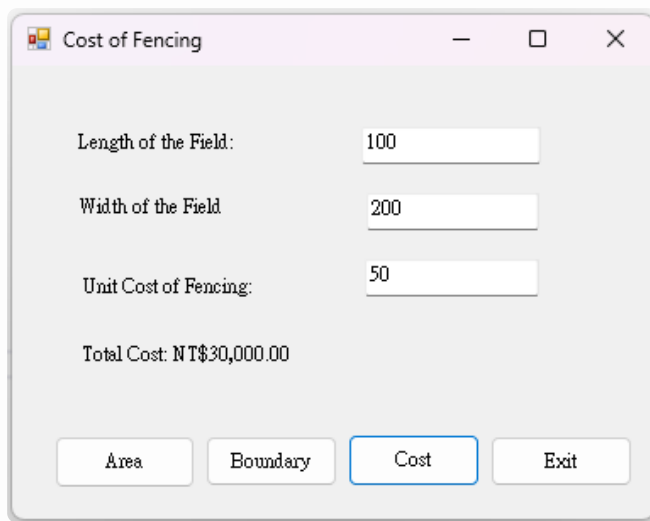 Cost of Fencing
Length of the Field: 100
Width of the Field 200
Unit Cost of Fencing: 50
Total Cost: NT$30,000.00
Area Boundary Cost Exit